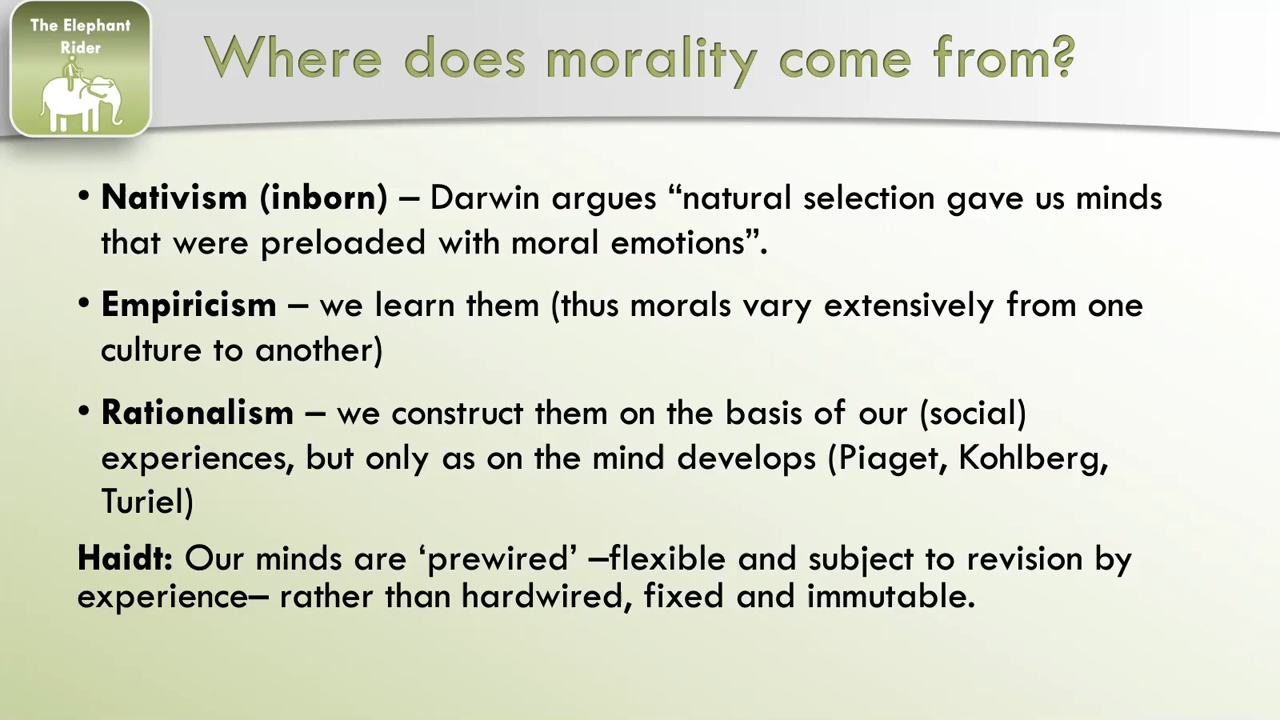 The Elephant
Rider
Where does morality come from?
• Nativism (inborn) – Darwin argues “natural selection gave us minds
that were preloaded with moral emotions”.
• Empiricism – we learn them (thus morals vary extensively from one
culture to another)
• Rationalism – we construct them on the basis of our (social)
experiences, but only as on the mind develops (Piaget, Kohlberg,
Turiel)
Haidt: Our minds are ‘prewired’ –flexible and subject to revision by
experience– rather than hardwired, fixed and immutable.